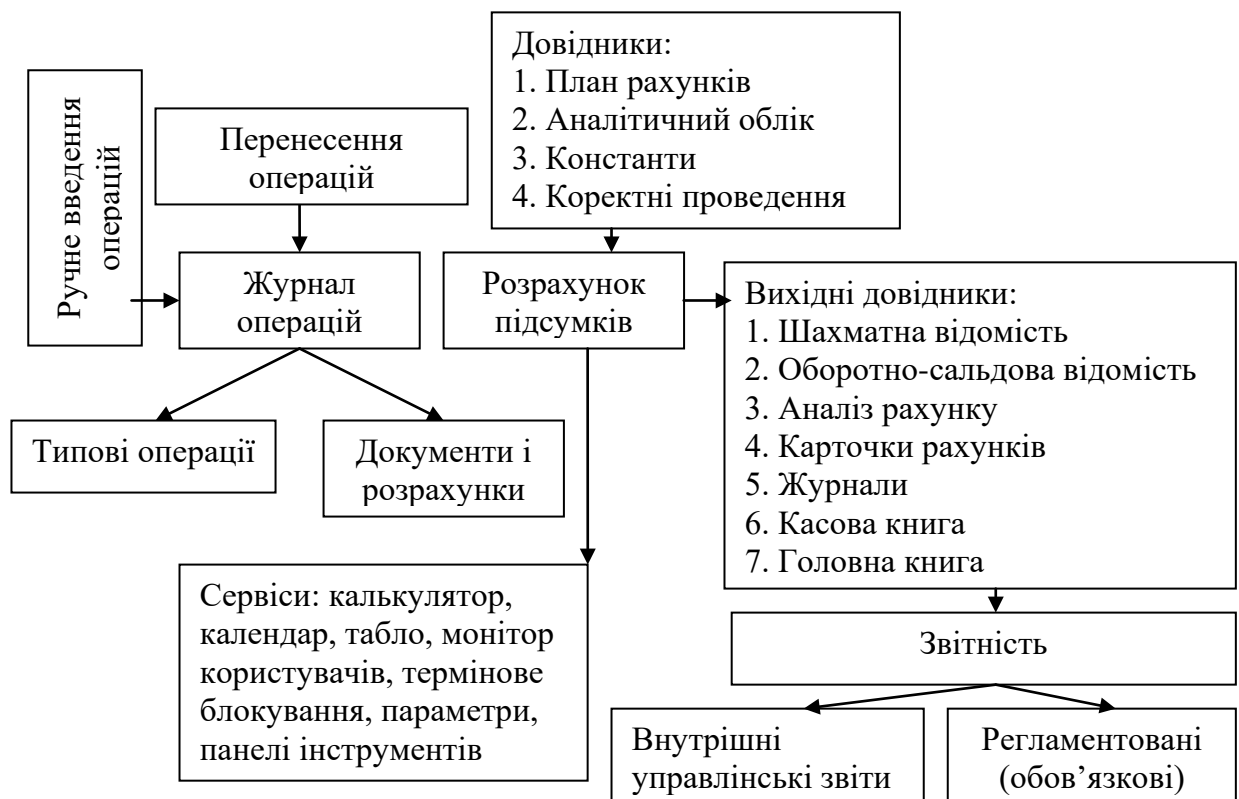 Ручне введення
операцій
Перенесення
операцій
Довідники:
1. План рахунків
2. Аналітичний облік
3. Константи
4. Коректні проведення
Журнал
операцій
Розрахунок
підсумків
Вихідні довідники:
1. Шахматна відомість
2. Оборотно-сальдова відомість
3. Аналіз рахунку
4. Карточки рахунків
5. Журнали
6. Касова книга
7. Головна книга
Типові операції
Документи і
розрахунки
Сервіси: калькулятор,
календар, табло, монітор
користувачів, термінове
блокування, параметри,
панелі інструментів
Звітність
Внутрішні
управлінські звіти
Регламентовані
(обов’язкові)